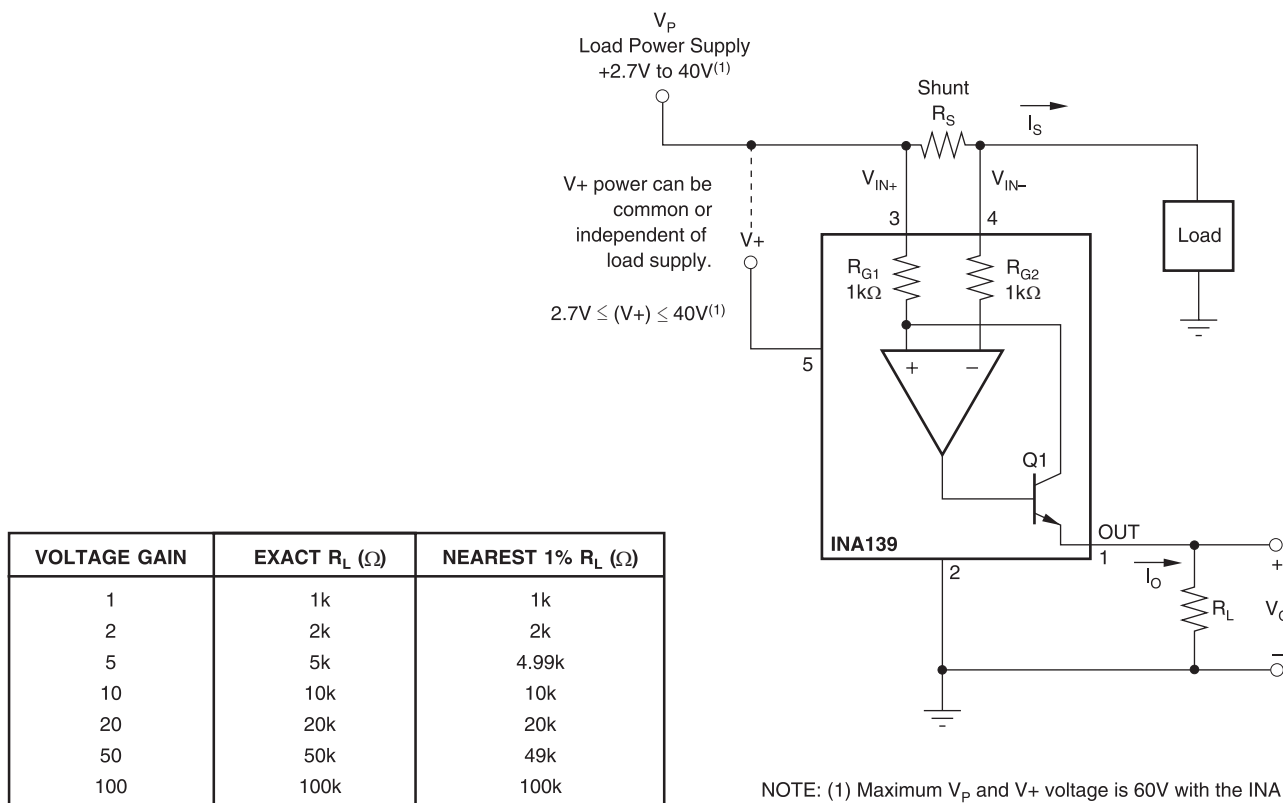 V_P
Load Power Supply
+2.7V to 40V(1)
Shunt
R_S
I_S
V+ power can be
common or
independent of
load supply.
V_IN+
V_IN–
3
4
V+
Load
R_G1
1kΩ
R_G2
1kΩ
2.7V ≤ (V+) ≤ 40V(1)
5
+
–
Q1
INA139
OUT
1
2
I_O
+
R_L
V
–
VOLTAGE GAIN EXACT R_L (Ω) NEAREST 1% R_L (Ω)
1 1k 1k
2 2k 2k
5 5k 4.99k
10 10k 10k
20 20k 20k
50 50k 49k
100 100k 100k
NOTE: (1) Maximum V_P and V+ voltage is 60V with the INA